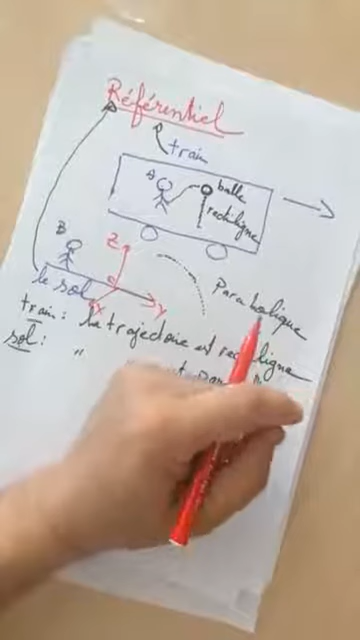 Référentiel
train
A
balle
rectiligne
B
Z
le sol
X
Y
Parabolique
train: la trajectoire est rectiligne
sol: " "